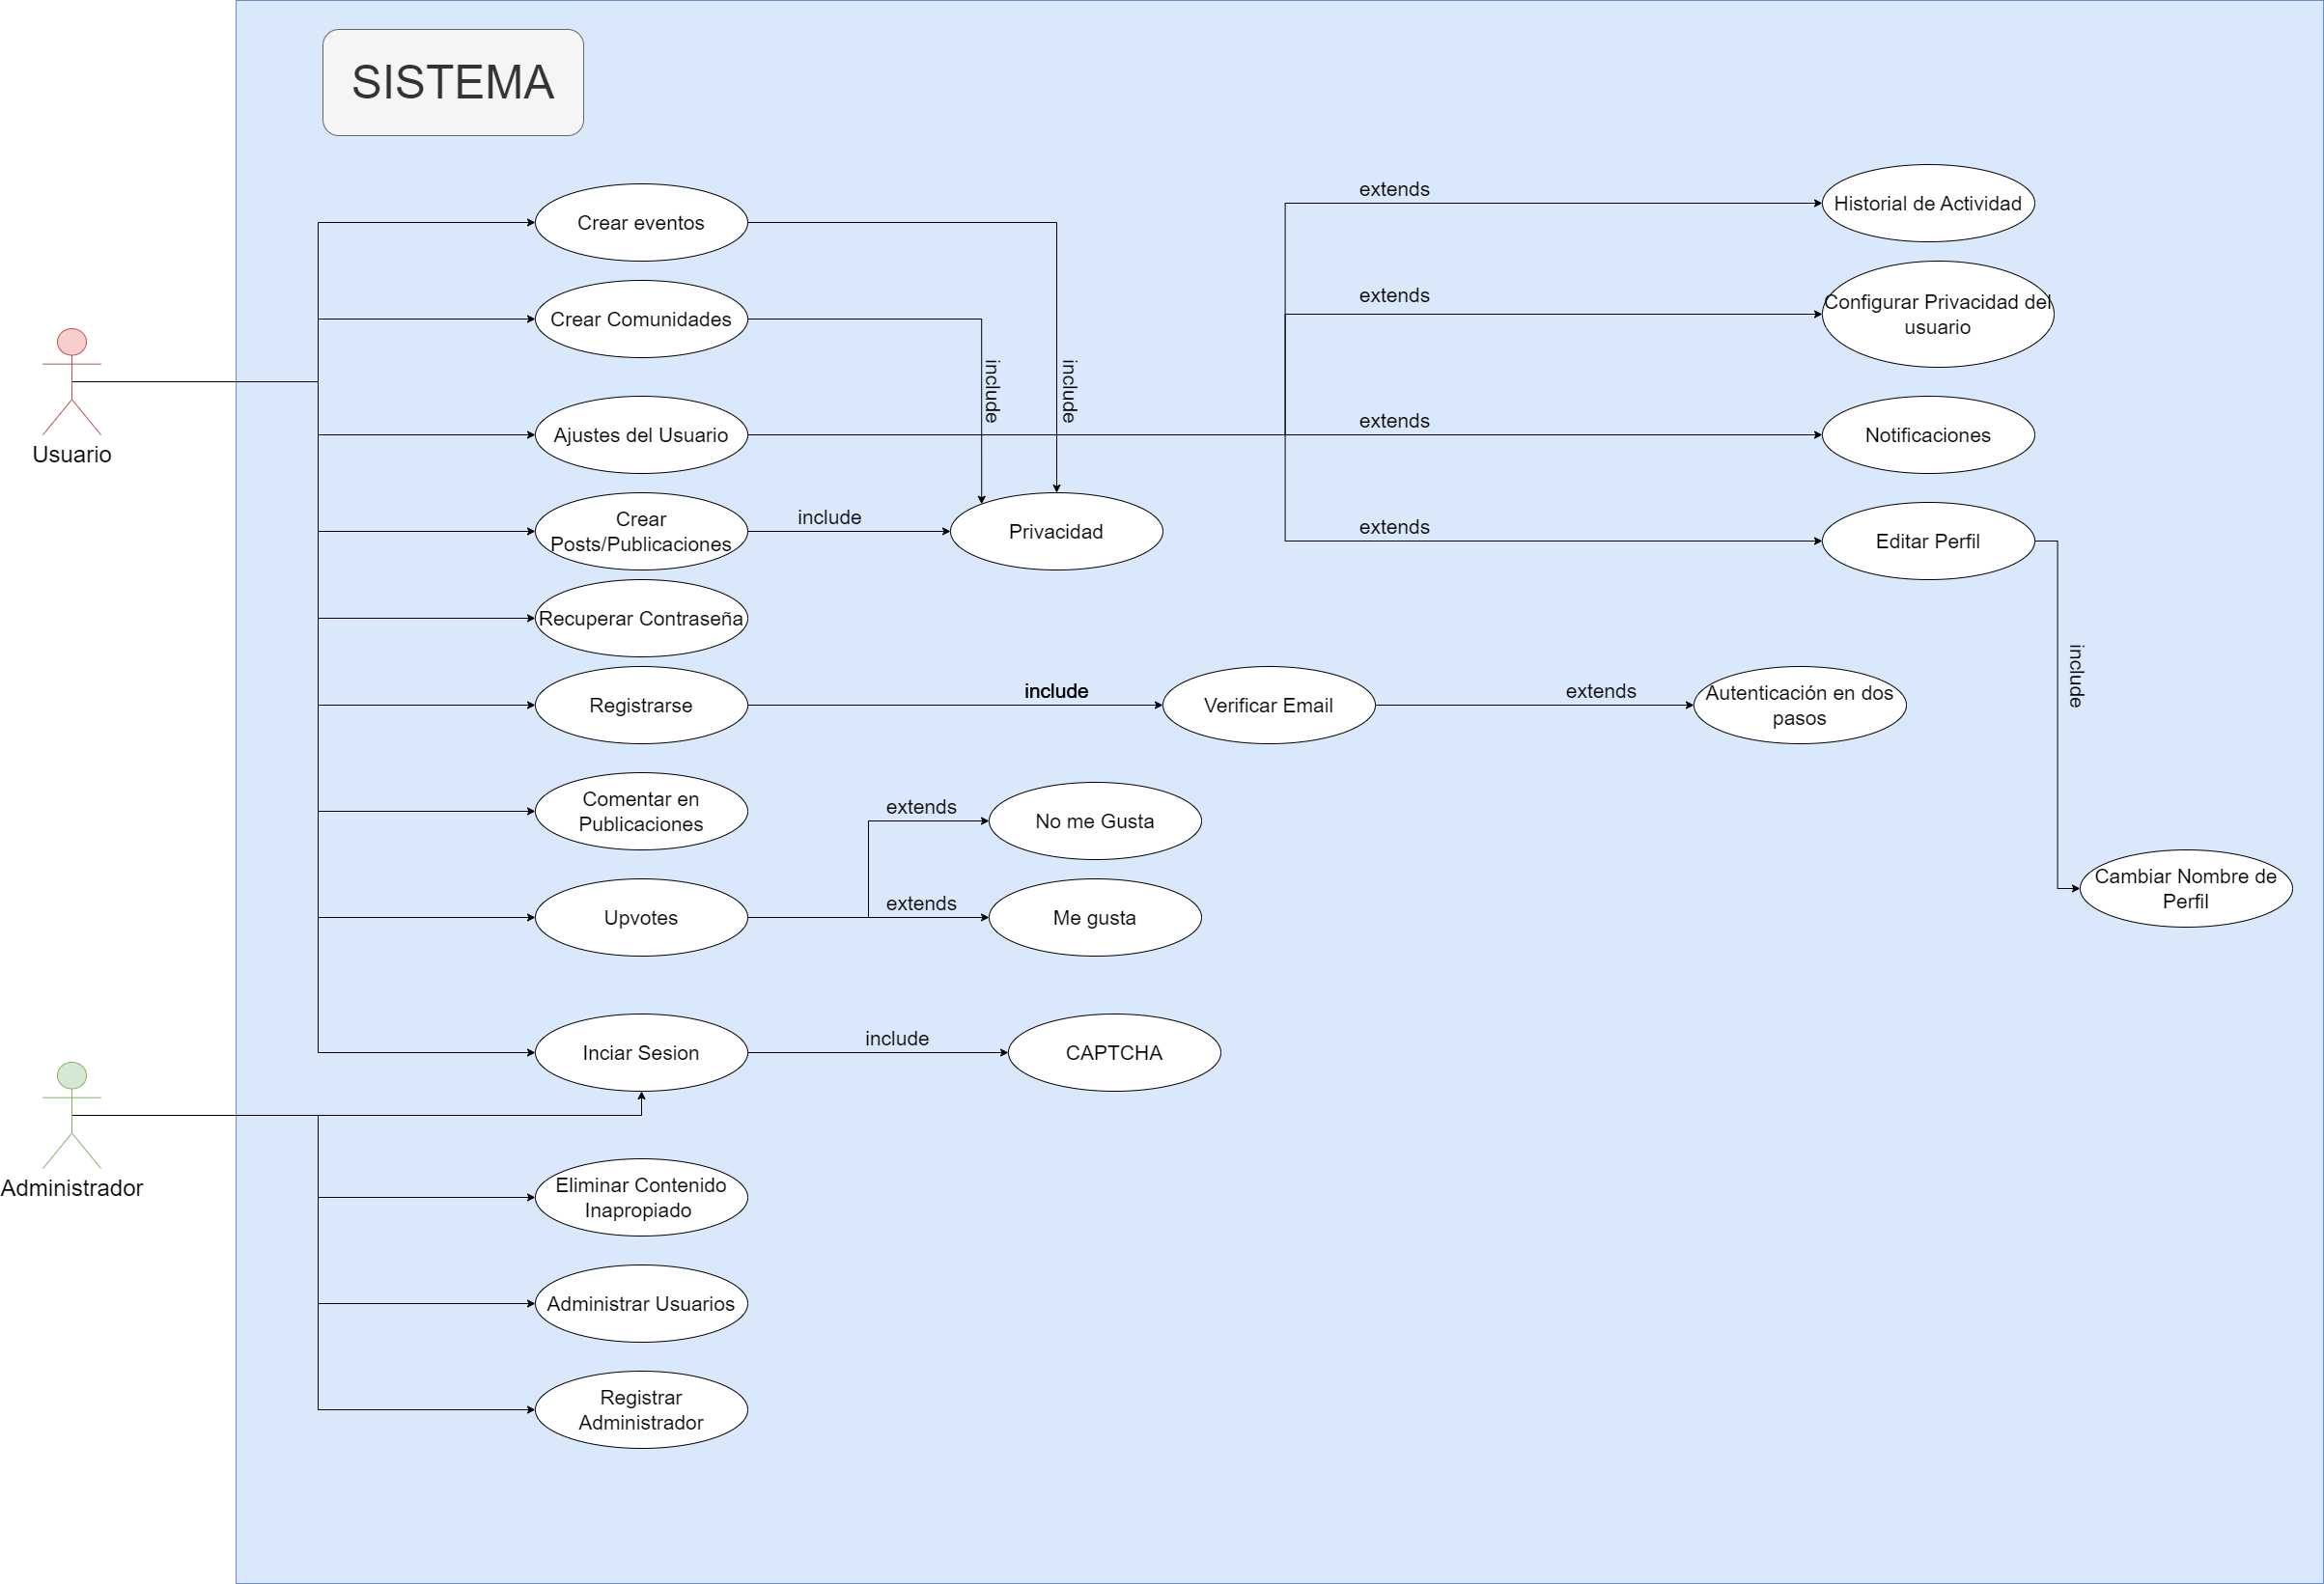 SISTEMA
Crear eventos
extends
Historial de Actividad
Crear Comunidades
extends
Configurar Privacidad del
usuario
include
include
Usuario
Ajustes del Usuario
extends
Notificaciones
Crear
Posts/Publicaciones
include
Privacidad
extends
Editar Perfil
Recuperar Contraseña
include
Registrarse
include
Verificar Email
extends
Autenticación en dos
pasos
Comentar en
Publicaciones
extends
No me Gusta
Upvotes
extends
Me gusta
Cambiar Nombre de
Perfil
Inciar Sesion
include
CAPTCHA
Administrador
Eliminar Contenido
Inapropiado
Administrar Usuarios
Registrar
Administrador